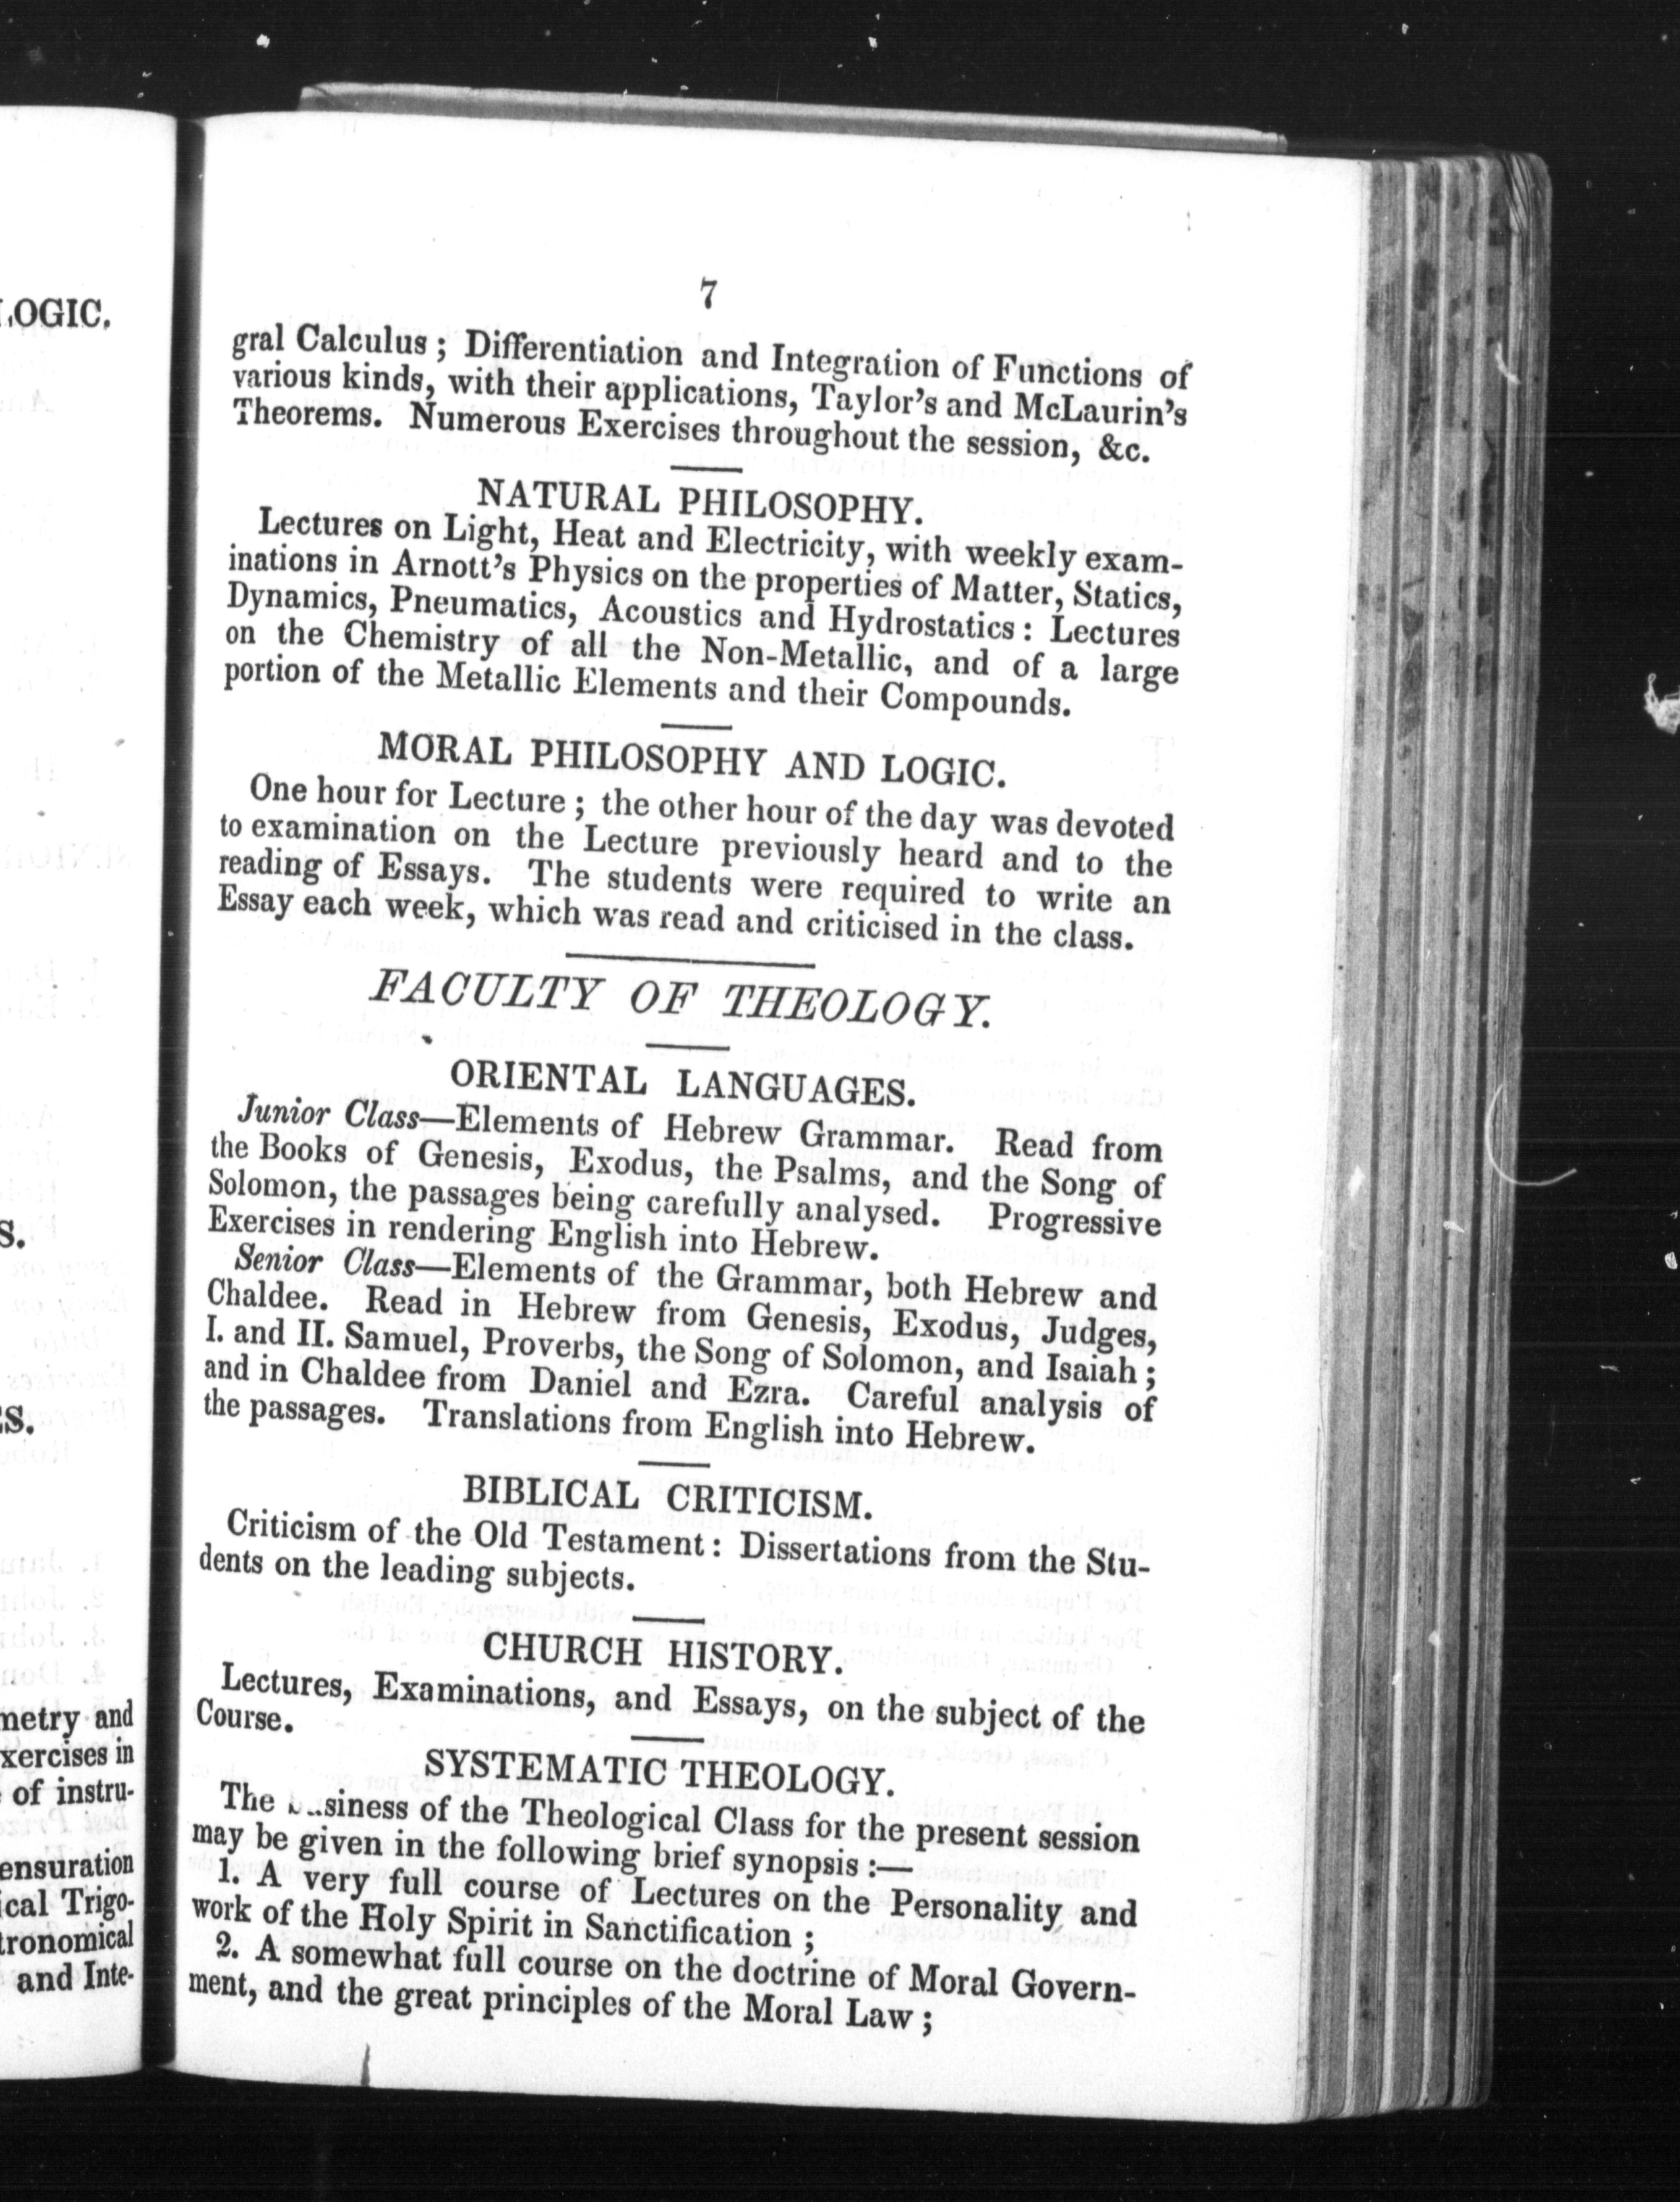 LOGIC.
S.
ES.
metry and
xercises in
of instru-
ensuration
ical Trigo-
tronomical
and Inte-
7
gral Calculus ; Differentiation and Integration of Functions of
various kinds, with their applications, Taylor's and McLaurin's
Theorems. Numerous Exercises throughout the session, &c.
NATURAL PHILOSOPHY.
Lectures on Light, Heat and Electricity, with weekly exam-
inations in Arnott's Physics on the properties of Matter, Statics,
Dynamics, Pneumatics, Acoustics and Hydrostatics : Lectures
on the Chemistry of all the Non-Metallic, and of a large
portion of the Metallic Elements and their Compounds.
MORAL PHILOSOPHY AND LOGIC.
One hour for Lecture ; the other hour of the day was devoted
to examination on the Lecture previously heard and to the
reading of Essays. The students were required to write an
Essay each week, which was read and criticised in the class.
FACULTY OF THEOLOGY.
ORIENTAL LANGUAGES.
Junior Class—Elements of Hebrew Grammar. Read from
the Books of Genesis, Exodus, the Psalms, and the Song of
Solomon, the passages being carefully analysed. Progressive
Exercises in rendering English into Hebrew.
Senior Class—Elements of the Grammar, both Hebrew and
Chaldee. Read in Hebrew from Genesis, Exodus, Judges,
I. and II. Samuel, Proverbs, the Song of Solomon, and Isaiah ;
and in Chaldee from Daniel and Ezra. Careful analysis of
the passages. Translations from English into Hebrew.
BIBLICAL CRITICISM.
Criticism of the Old Testament : Dissertations from the Stu-
dents on the leading subjects.
CHURCH HISTORY.
Lectures, Examinations, and Essays, on the subject of the
Course.
SYSTEMATIC THEOLOGY.
The business of the Theological Class for the present session
may be given in the following brief synopsis :—
1. A very full course of Lectures on the Personality and
work of the Holy Spirit in Sanctification ;
2. A somewhat full course on the doctrine of Moral Govern-
ment, and the great principles of the Moral Law ;